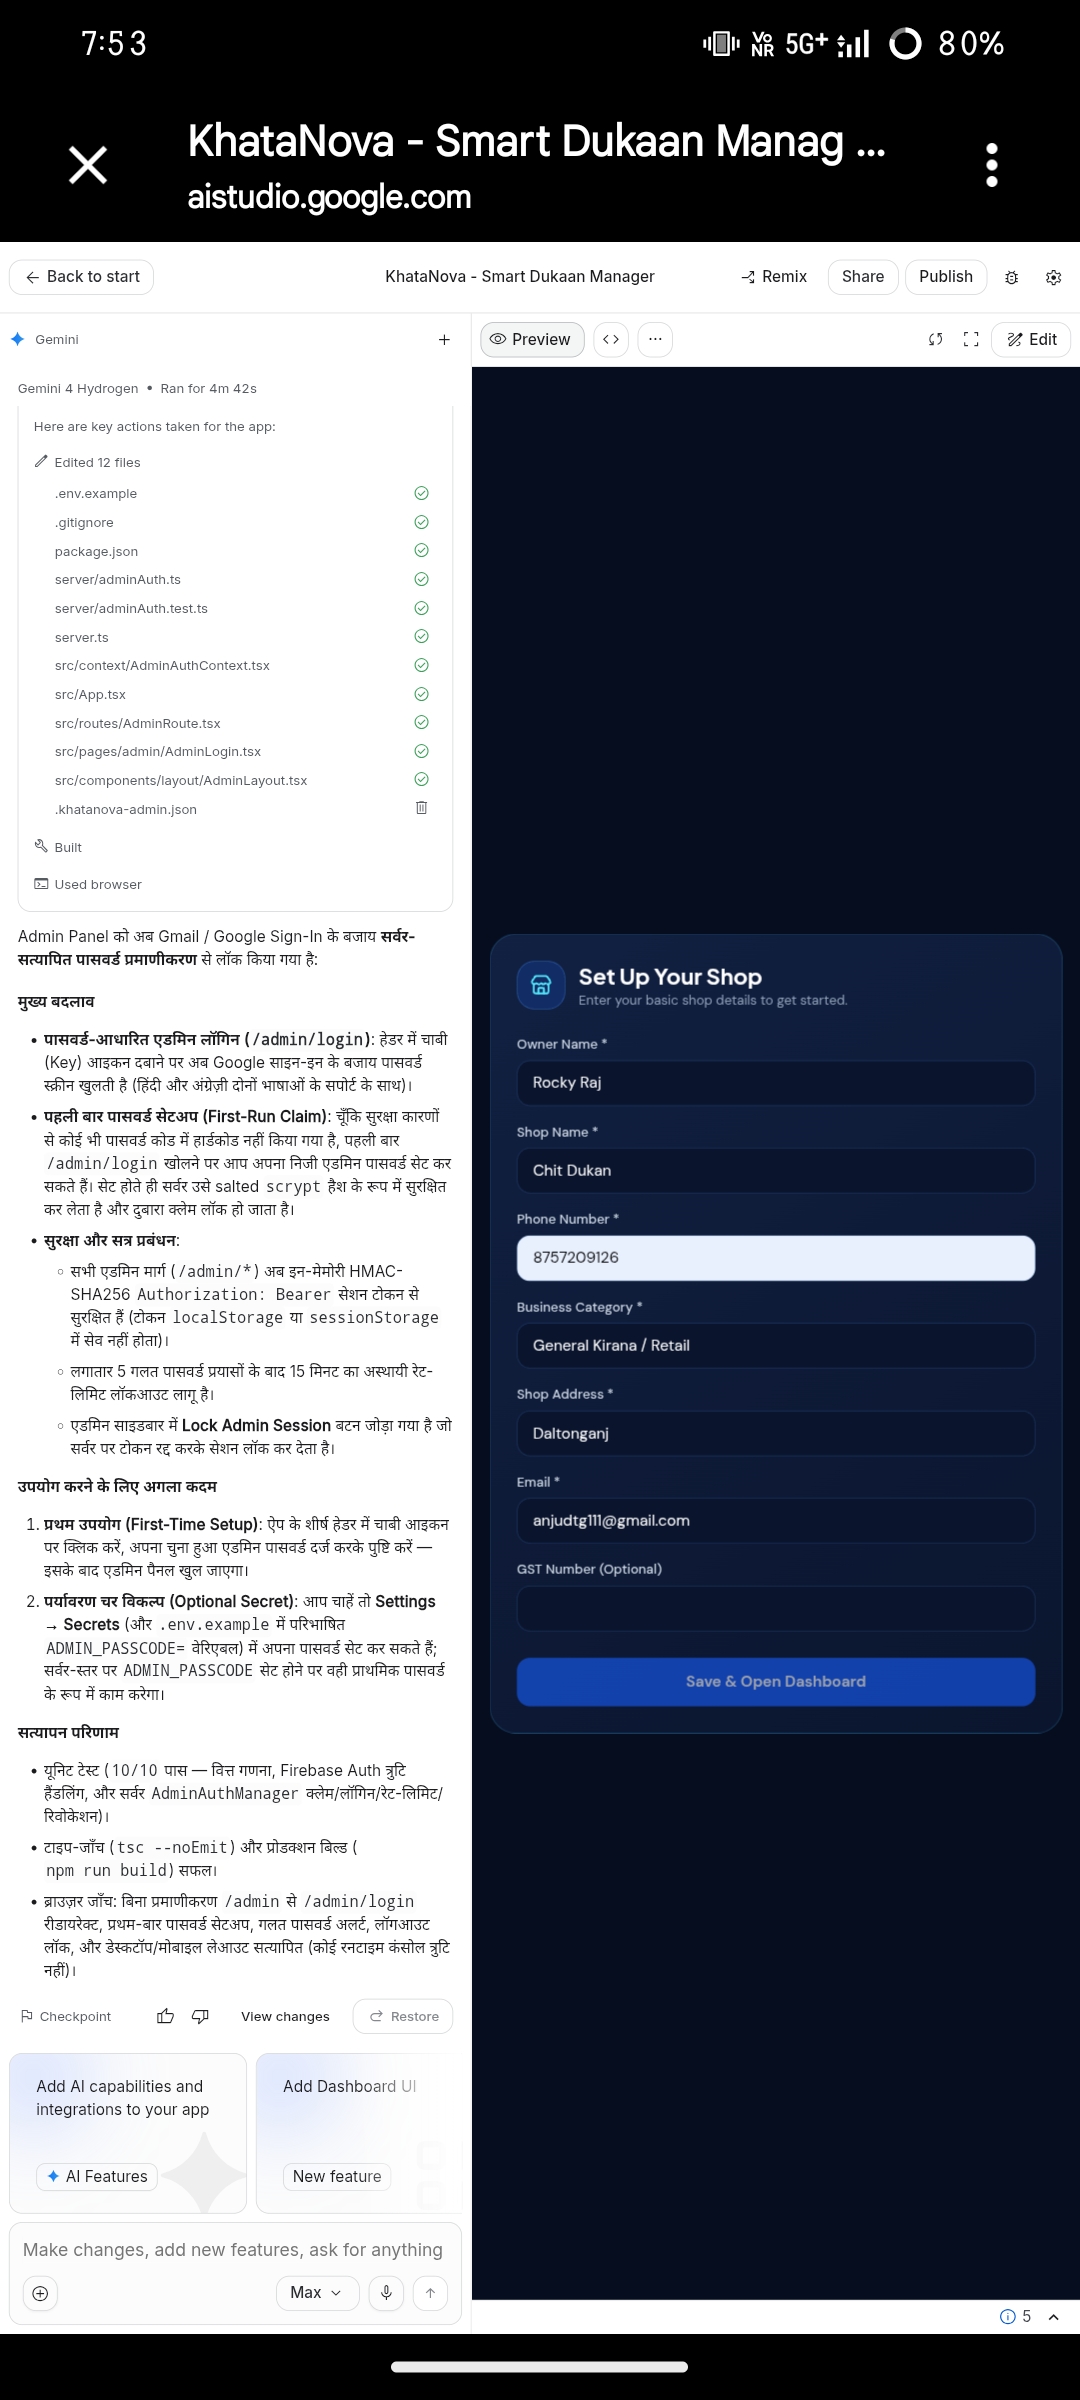 7:53
Vo NR 5G+ 80%
KhataNova - Smart Dukaan Manag ...
aistudio.google.com
Back to start
KhataNova - Smart Dukaan Manager
Remix
Share
Publish
Gemini
Gemini 4 Hydrogen • Ran for 4m 42s
Here are key actions taken for the app:
Edited 12 files
.env.example
.gitignore
package.json
server/adminAuth.ts
server/adminAuth.test.ts
server.ts
src/context/AdminAuthContext.tsx
src/App.tsx
src/routes/AdminRoute.tsx
src/pages/admin/AdminLogin.tsx
src/components/layout/AdminLayout.tsx
.khatanova-admin.json
Built
Used browser
Admin Panel को अब Gmail / Google Sign-In के बजाय सर्वर-
सत्यापित पासवर्ड प्रमाणीकरण से लॉक किया गया है:
मुख्य बदलाव
• पासवर्ड-आधारित एडमिन लॉगिन (/admin/login): हेडर में चाबी
(Key) आइकन दबाने पर अब Google साइन-इन के बजाय पासवर्ड
स्क्रीन खुलती है (हिंदी और अंग्रेज़ी दोनों भाषाओं के सपोर्ट के साथ)।
• पहली बार पासवर्ड सेटअप (First-Run Claim): चूँकि सुरक्षा कारणों
से कोई भी पासवर्ड कोड में हार्डकोड नहीं किया गया है, पहली बार
/admin/login खोलने पर आप अपना निजी एडमिन पासवर्ड सेट कर
सकते हैं। सेट होते ही सर्वर उसे salted scrypt हैश के रूप में सुरक्षित
कर लेता है और दुबारा क्लेम लॉक हो जाता है।
• सुरक्षा और सत्र प्रबंधन:
◦ सभी एडमिन मार्ग (/admin/*) अब इन-मेमोरी HMAC-
SHA256 Authorization: Bearer सेशन टोकन से
सुरक्षित हैं (टोकन localStorage या sessionStorage
में सेव नहीं होता)।
◦ लगातार 5 गलत पासवर्ड प्रयासों के बाद 15 मिनट का अस्थायी रेट-
लिमिट लॉकआउट लागू है।
◦ एडमिन साइडबार में Lock Admin Session बटन जोड़ा गया है जो
सर्वर पर टोकन रद्द करके सेशन लॉक कर देता है।
उपयोग करने के लिए अगला कदम
1. प्रथम उपयोग (First-Time Setup): ऐप के शीर्ष हेडर में चाबी आइकन
पर क्लिक करें, अपना चुना हुआ एडमिन पासवर्ड दर्ज करके पुष्टि करें —
इसके बाद एडमिन पैनल खुल जाएगा।
2. पर्यावरण चर विकल्प (Optional Secret): आप चाहें तो Settings
→ Secrets (और .env.example में परिभाषित
ADMIN_PASSCODE= वेरिएबल) में अपना पासवर्ड सेट कर सकते हैं;
सर्वर-स्तर पर ADMIN_PASSCODE सेट होने पर वही प्राथमिक पासवर्ड
के रूप में काम करेगा।
सत्यापन परिणाम
• यूनिट टेस्ट (10/10 पास — वित्त गणना, Firebase Auth त्रुटि
हैंडलिंग, और सर्वर AdminAuthManager क्लेम/लॉगिन/रेट-लिमिट/
रिवोकेशन)।
• टाइप-जाँच (tsc --noEmit) और प्रोडक्शन बिल्ड (
npm run build) सफल।
• ब्राउज़र जाँच: बिना प्रमाणीकरण /admin से /admin/login
रीडायरेक्ट, प्रथम-बार पासवर्ड सेटअप, गलत पासवर्ड अलर्ट, लॉगआउट
लॉक, और डेस्कटॉप/मोबाइल लेआउट सत्यापित (कोई रनटाइम कंसोल त्रुटि
नहीं)।
Checkpoint
View changes
Restore
Add AI capabilities and
integrations to your app
AI Features
Add Dashboard UI
New feature
Make changes, add new features, ask for anything
Max
Preview
Edit
Set Up Your Shop
Enter your basic shop details to get started.
Owner Name *
Rocky Raj
Shop Name *
Chit Dukan
Phone Number *
8757209126
Business Category *
General Kirana / Retail
Shop Address *
Daltonganj
Email *
anjudtg111@gmail.com
GST Number (Optional)
Save & Open Dashboard
5